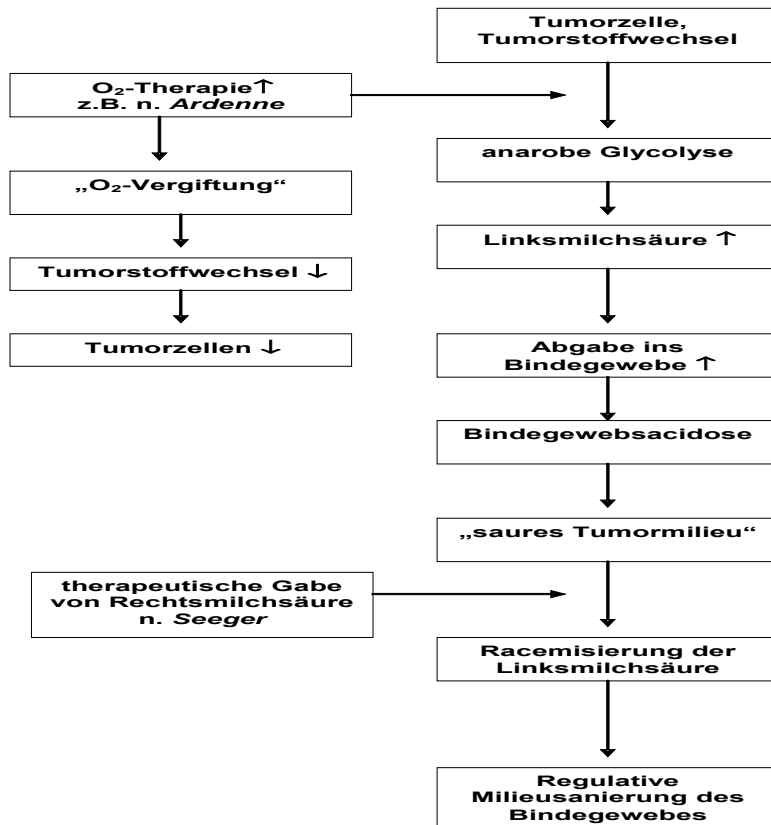 Tumorzelle,
Tumorstoffwechsel
O₂-Therapie↑
z.B. n. Ardenne
anarobe Glycolyse
„O₂-Vergiftung“
Linksmilchsäure ↑
Tumorstoffwechsel ↓
Tumorzellen ↓
Abgabe ins
Bindegewebe ↑
Bindegewebsacidose
„saures Tumormilieu“
therapeutische Gabe
von Rechtsmilchsäure
n. Seeger
Racemisierung der
Linksmilchsäure
Regulative
Milieusanierung des
Bindegewebes